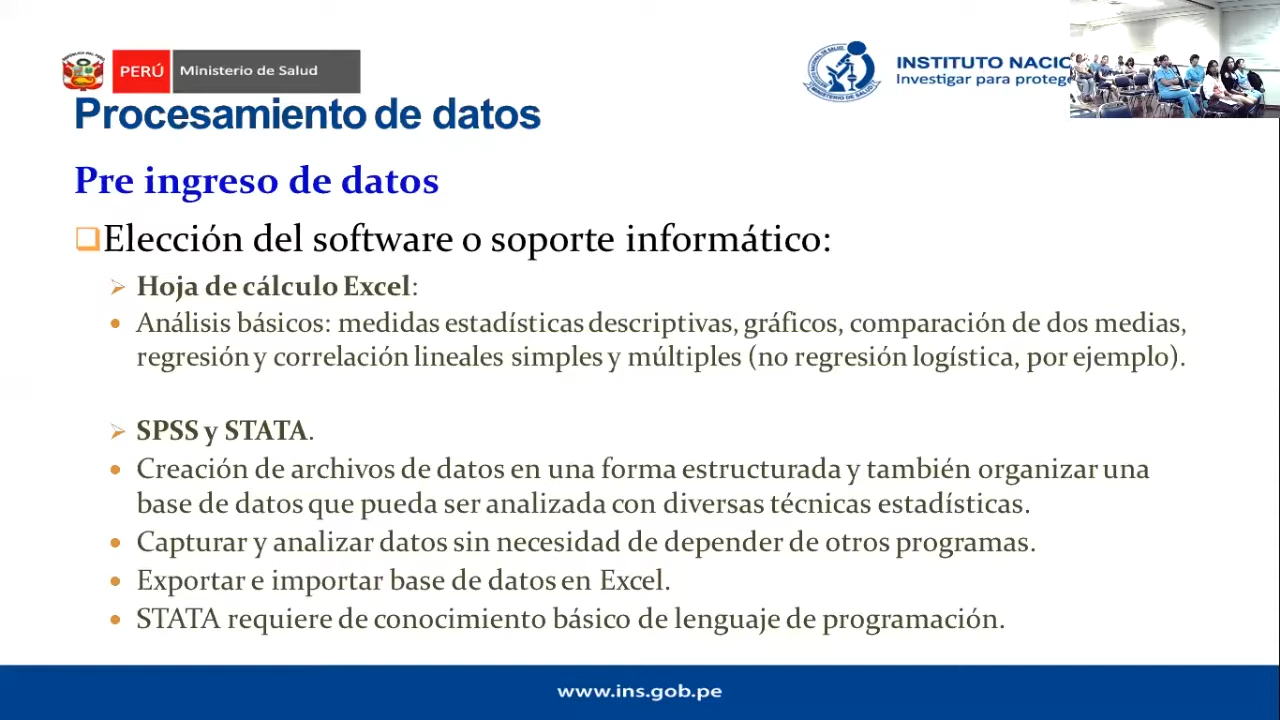 PERÚ Ministerio de Salud
INSTITUTO NACIO
Investigar para protege
Procesamiento de datos
Pre ingreso de datos
Elección del software o soporte informático:
Hoja de cálculo Excel:
Análisis básicos: medidas estadísticas descriptivas, gráficos, comparación de dos medias,
regresión y correlación lineales simples y múltiples (no regresión logística, por ejemplo).
SPSS y STATA.
Creación de archivos de datos en una forma estructurada y también organizar una
base de datos que pueda ser analizada con diversas técnicas estadísticas.
Capturar y analizar datos sin necesidad de depender de otros programas.
Exportar e importar base de datos en Excel.
STATA requiere de conocimiento básico de lenguaje de programación.
www.ins.gob.pe